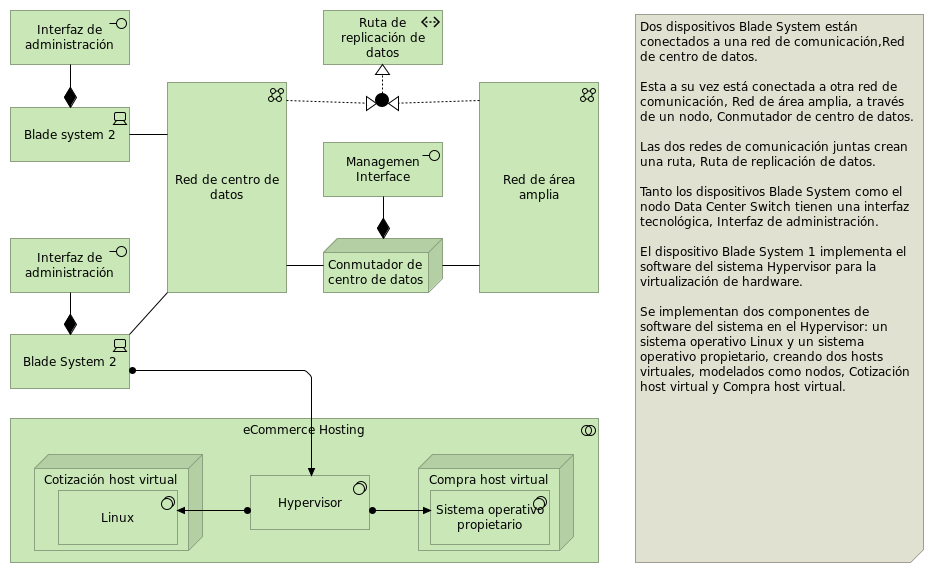 Interfaz de
administración
Blade system 2
Interfaz de
administración
Blade System 2
Red de centro de
datos
Ruta de
replicación de
datos
Managemen
Interface
Conmutador de
centro de datos
Red de área
amplia
eCommerce Hosting
Cotización host virtual
Linux
Hypervisor
Compra host virtual
Sistema operativo
propietario
Dos dispositivos Blade System están
conectados a una red de comunicación,Red
de centro de datos.
Esta a su vez está conectada a otra red de
comunicación, Red de área amplia, a través
de un nodo, Conmutador de centro de datos.
Las dos redes de comunicación juntas crean
una ruta, Ruta de replicación de datos.
Tanto los dispositivos Blade System como el
nodo Data Center Switch tienen una interfaz
tecnológica, Interfaz de administración.
El dispositivo Blade System 1 implementa el
software del sistema Hypervisor para la
virtualización de hardware.
Se implementan dos componentes de
software del sistema en el Hypervisor: un
sistema operativo Linux y un sistema
operativo propietario, creando dos hosts
virtuales, modelados como nodos, Cotización
host virtual y Compra host virtual.